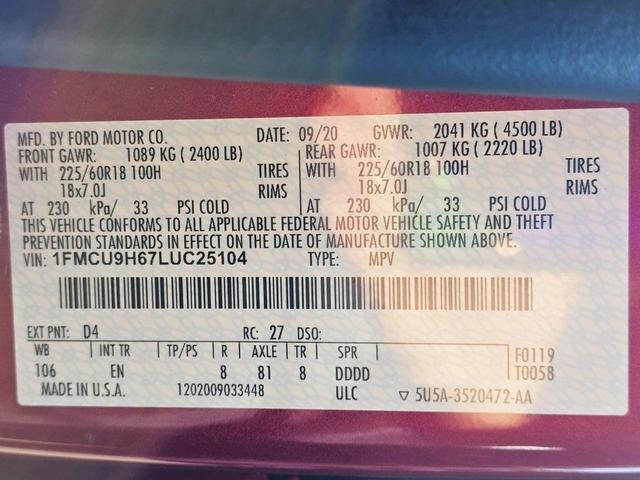 MFD. BY FORD MOTOR CO. DATE: 09/20 GVWR: 2041 KG ( 4500 LB)
FRONT GAWR: 1089 KG ( 2400 LB) REAR GAWR: 1007 KG ( 2220 LB)
WITH 225/60R18 100H TIRES WITH 225/60R18 100H TIRES
18x7.0J RIMS 18x7.0J RIMS
AT 230 kPa/ 33 PSI COLD AT 230 kPa/ 33 PSI COLD
THIS VEHICLE CONFORMS TO ALL APPLICABLE FEDERAL MOTOR VEHICLE SAFETY AND THEFT
PREVENTION STANDARDS IN EFFECT ON THE DATE OF MANUFACTURE SHOWN ABOVE.
VIN: 1FMCU9H67LUC25104 TYPE: MPV
EXT PNT: D4 RC: 27 DSO:
WB INT TR TP/PS R AXLE TR SPR F0119
106 EN 8 81 8 DDDD T0058
MADE IN U.S.A. 1202009033448 ULC ▽ 5U5A-3520472-AA